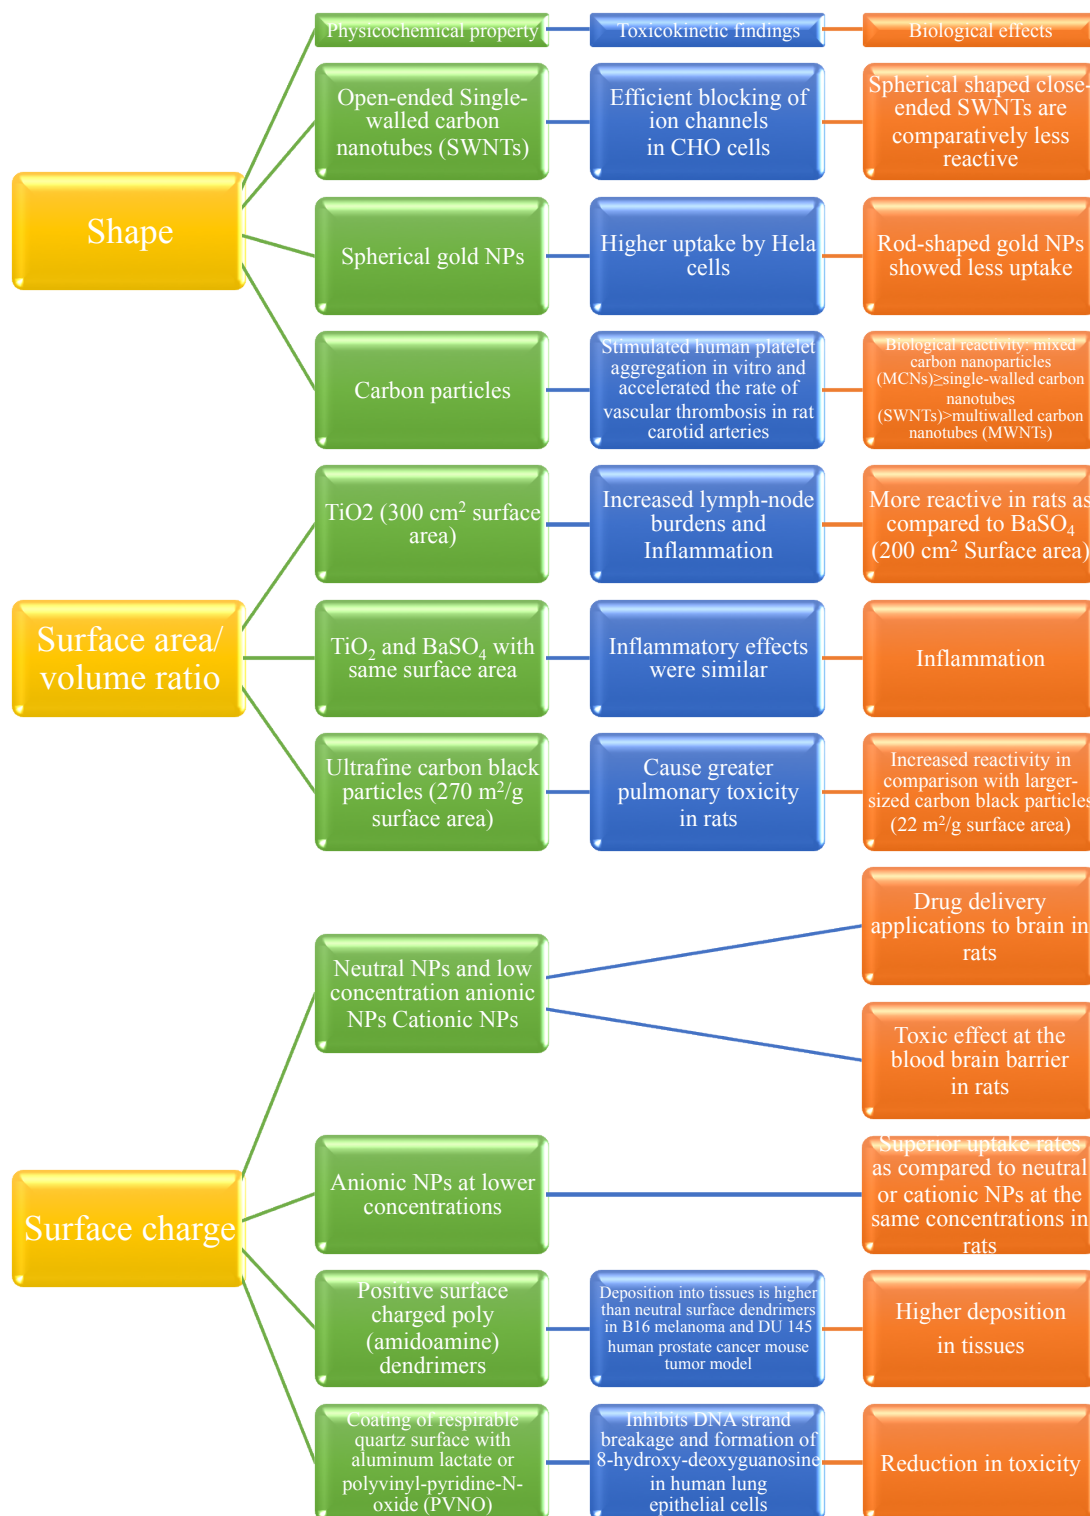 Physicochemical property
Toxicokinetic findings
Biological effects
Shape
Open-ended Single-
walled carbon
nanotubes (SWNTs)
Efficient blocking of
ion channels
in CHO cells
Spherical shaped close-
ended SWNTs are
comparatively less
reactive
Spherical gold NPs
Higher uptake by Hela
cells
Rod-shaped gold NPs
showed less uptake
Carbon particles
Stimulated human platelet
aggregation in vitro and
accelerated the rate of
vascular thrombosis in rat
carotid arteries
Biological reactivity: mixed
carbon nanoparticles
(MCNs)≥single-walled carbon
nanotubes
(SWNTs)>multiwalled carbon
nanotubes (MWNTs)
Surface area/
volume ratio
TiO2 (300 cm² surface
area)
Increased lymph-node
burdens and
Inflammation
More reactive in rats as
compared to BaSO₄
(200 cm² Surface area)
TiO₂ and BaSO₄ with
same surface area
Inflammatory effects
were similar
Inflammation
Ultrafine carbon black
particles (270 m²/g
surface area)
Cause greater
pulmonary toxicity
in rats
Increased reactivity in
comparison with larger-
sized carbon black particles
(22 m²/g surface area)
Surface charge
Neutral NPs and low
concentration anionic
NPs Cationic NPs
Drug delivery
applications to brain in
rats
Toxic effect at the
blood brain barrier
in rats
Anionic NPs at lower
concentrations
Superior uptake rates
as compared to neutral
or cationic NPs at the
same concentrations in
rats
Positive surface
charged poly
(amidoamine)
dendrimers
Deposition into tissues is higher
than neutral surface dendrimers
in B16 melanoma and DU 145
human prostate cancer mouse
tumor model
Higher deposition
in tissues
Coating of respirable
quartz surface with
aluminum lactate or
polyvinyl-pyridine-N-
oxide (PVNO)
Inhibits DNA strand
breakage and formation of
8-hydroxy-deoxyguanosine
in human lung
epithelial cells
Reduction in toxicity